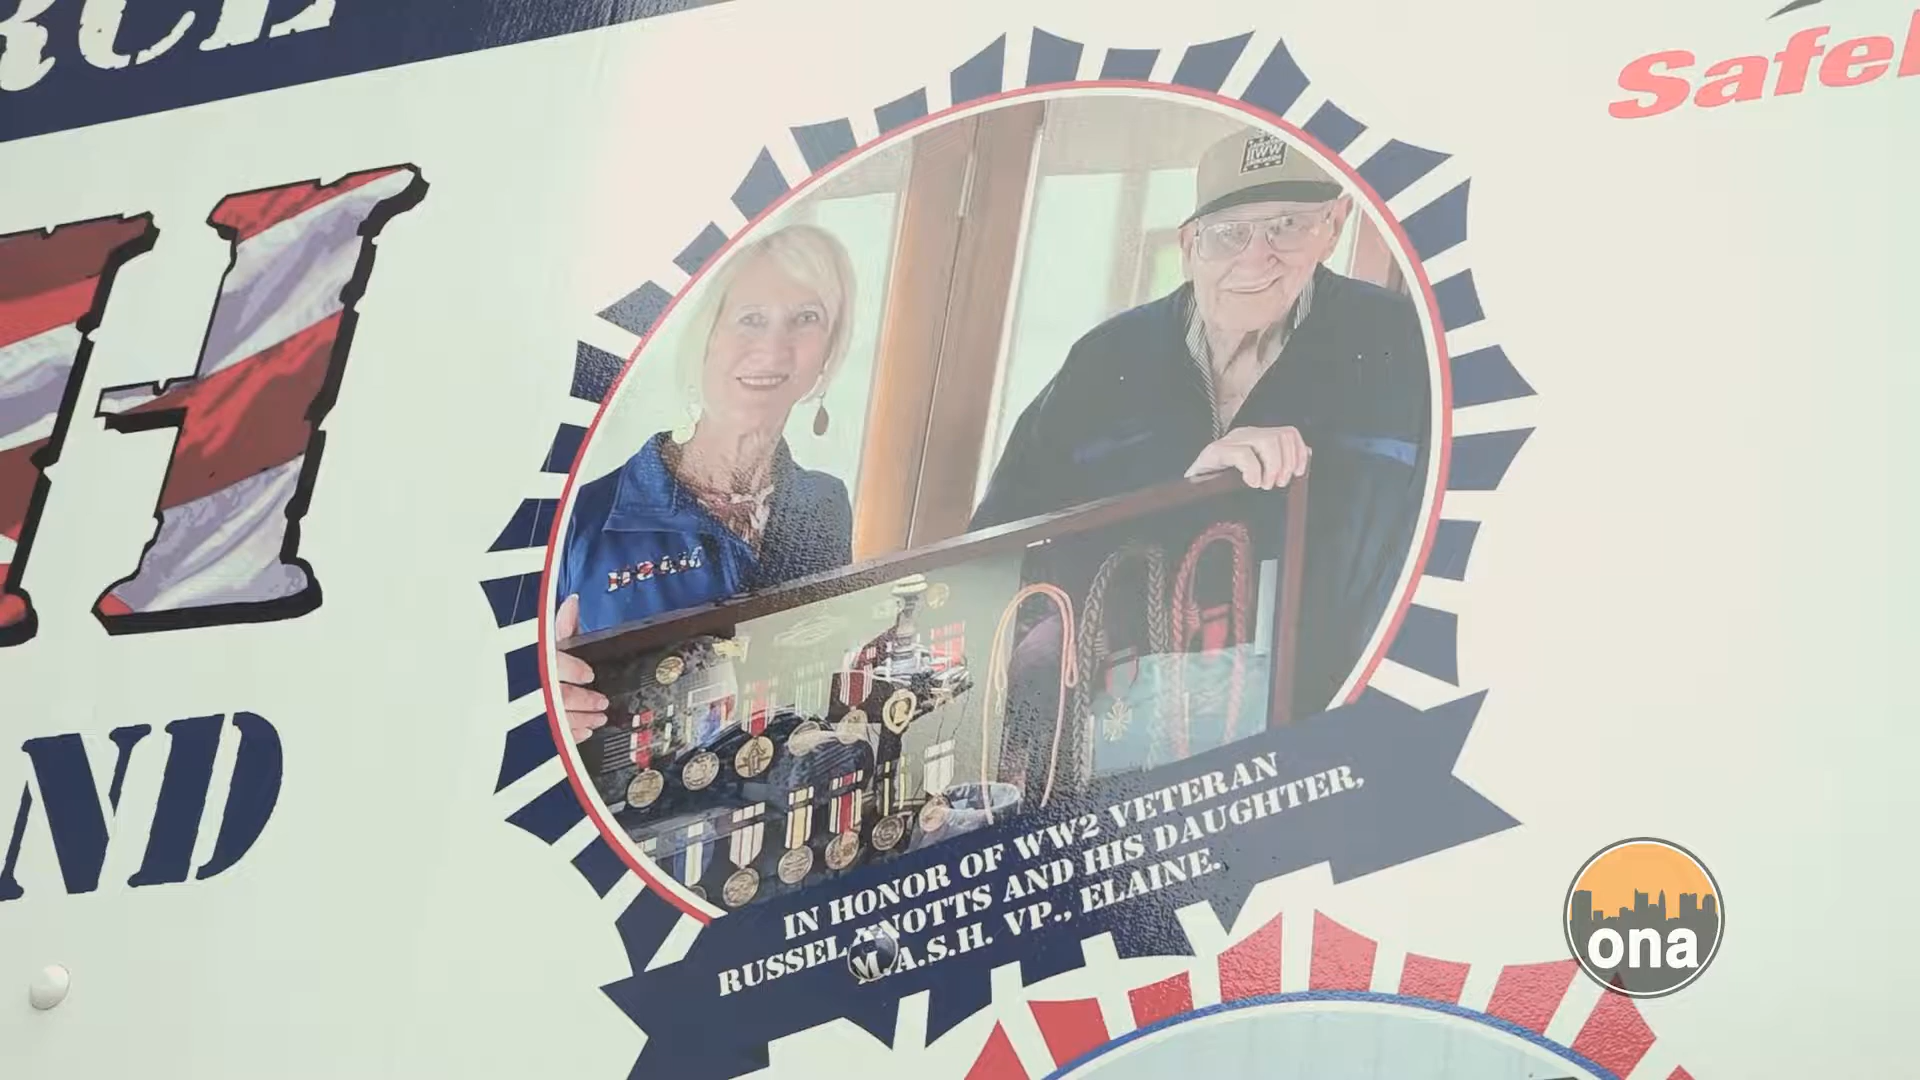 RCE
SafeL
H
ND
M*A*S*H
IN HONOR OF WW2 VETERAN
RUSSEL KNOTTS AND HIS DAUGHTER,
M.A.S.H. VP., ELAINE.
ona